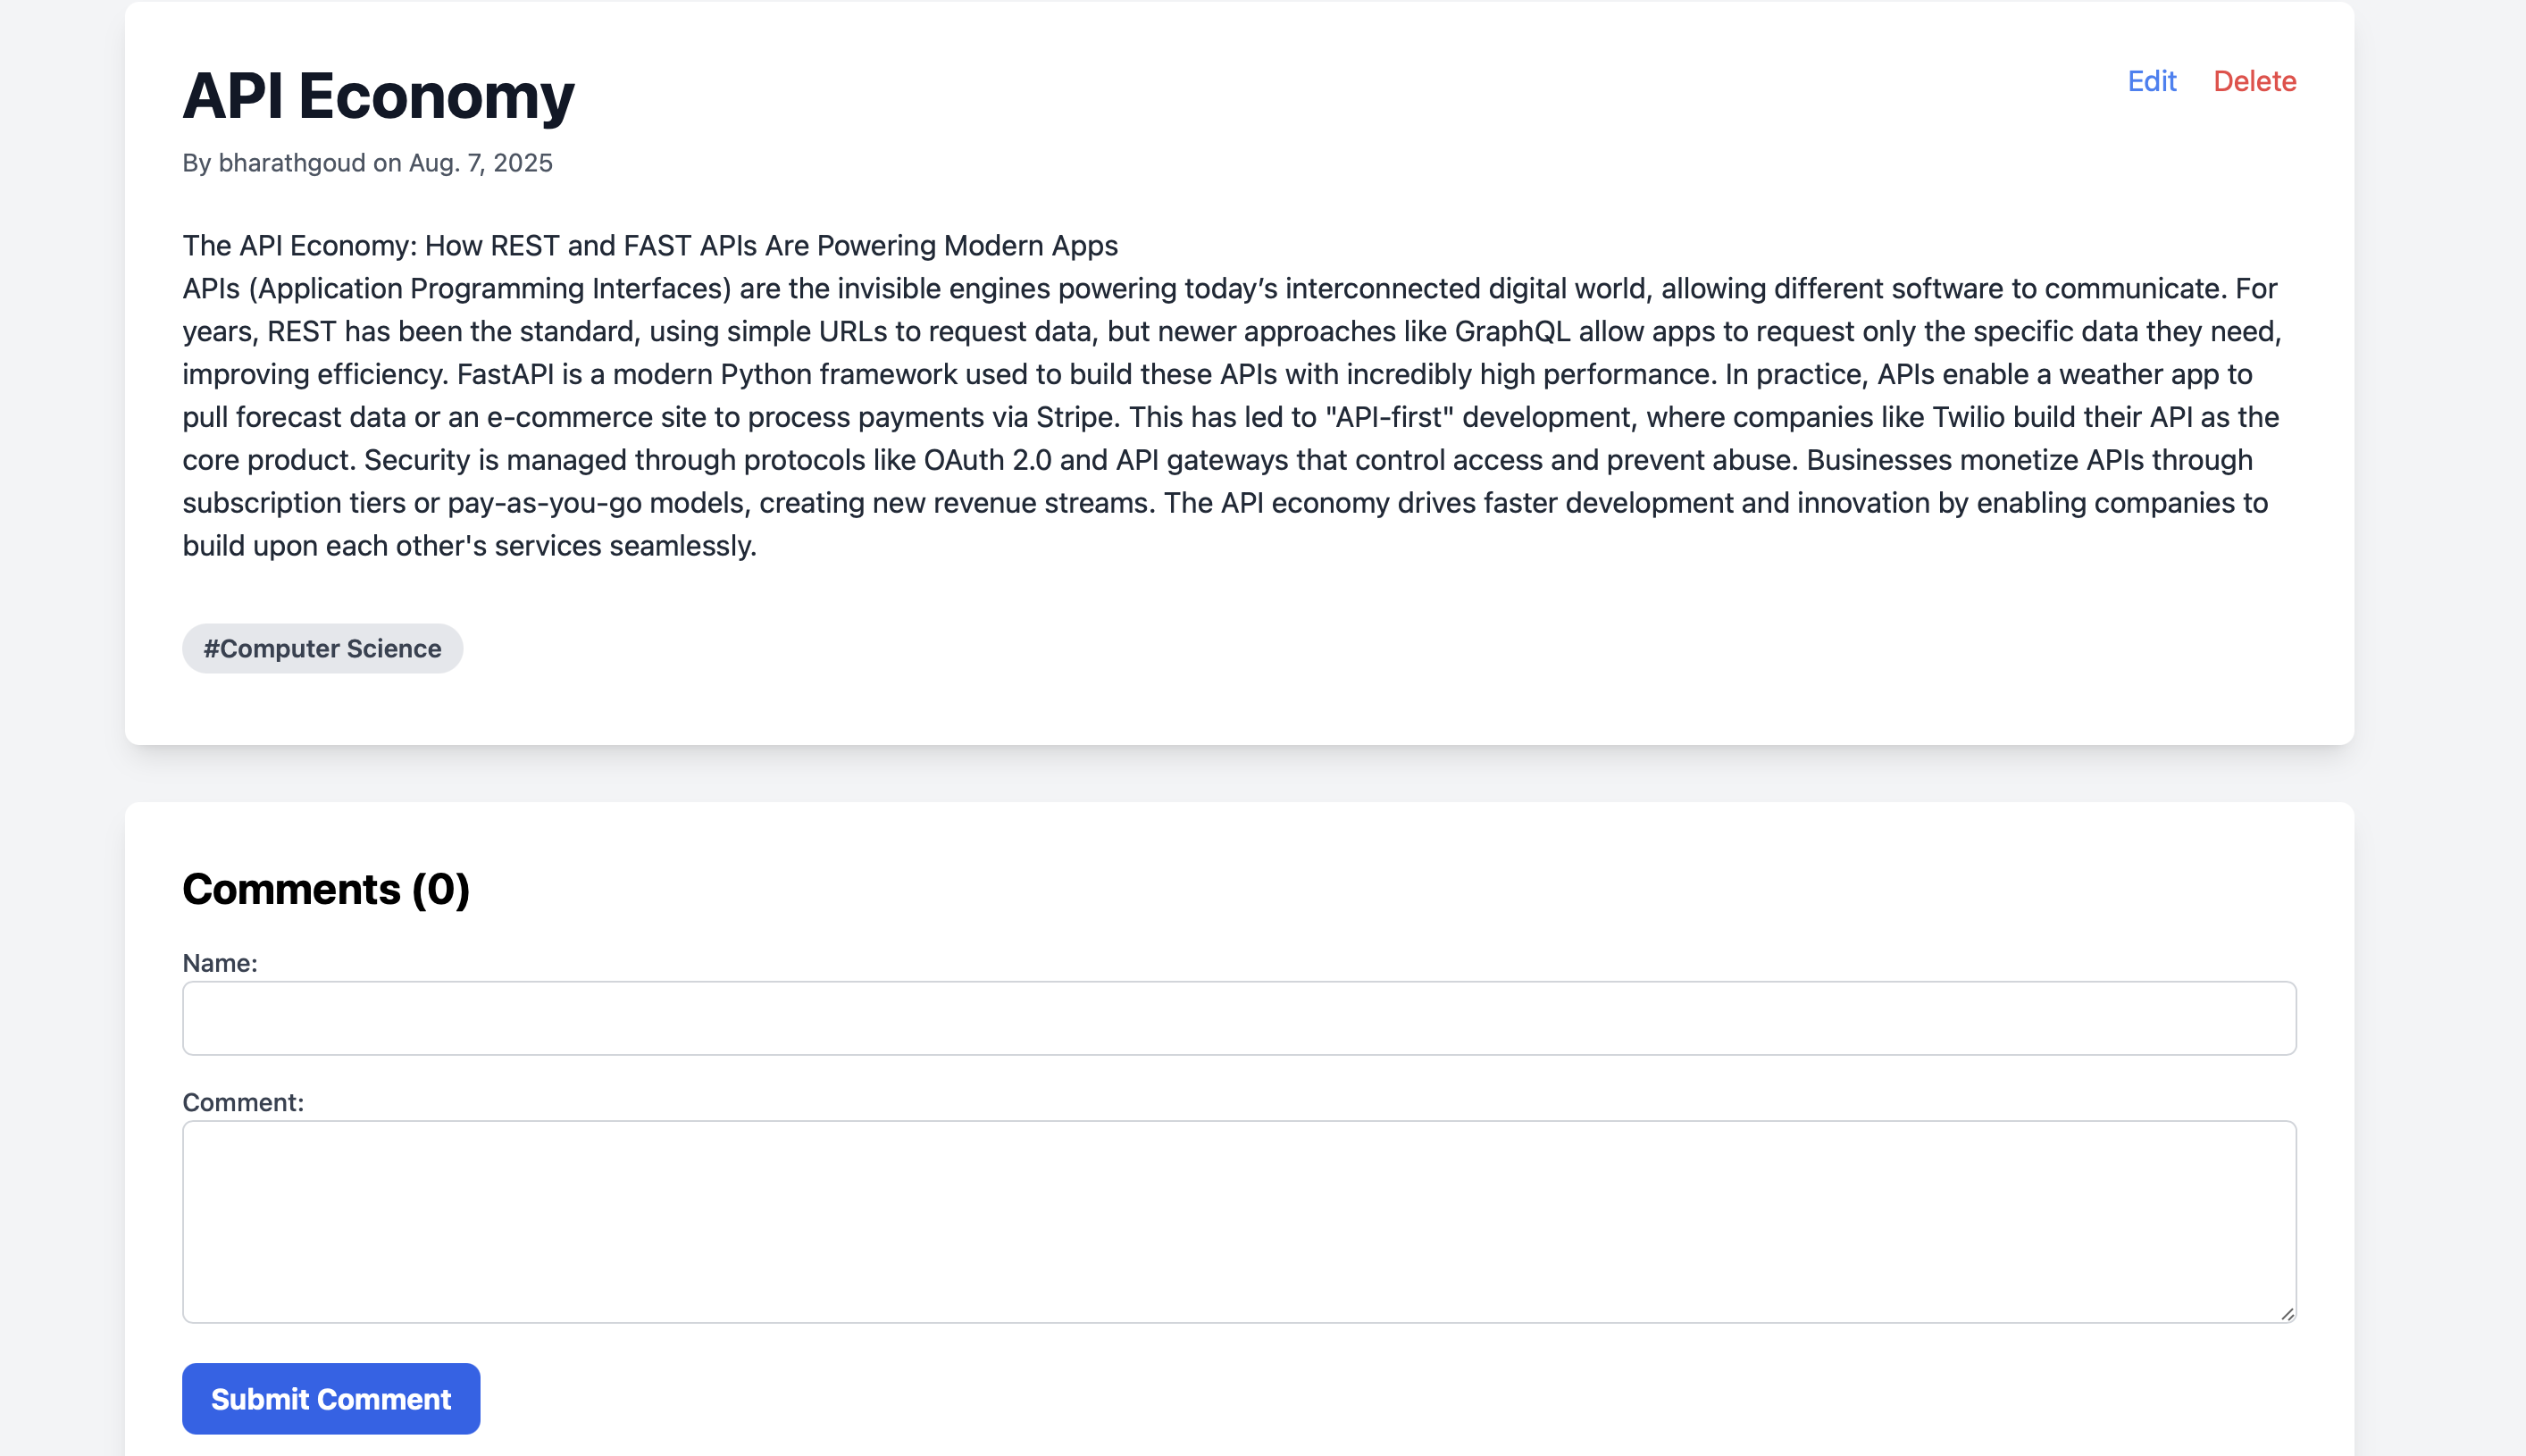 API Economy
Edit
Delete
By bharathgoud on Aug. 7, 2025
The API Economy: How REST and FAST APIs Are Powering Modern Apps
APIs (Application Programming Interfaces) are the invisible engines powering today’s interconnected digital world, allowing different software to communicate. For
years, REST has been the standard, using simple URLs to request data, but newer approaches like GraphQL allow apps to request only the specific data they need,
improving efficiency. FastAPI is a modern Python framework used to build these APIs with incredibly high performance. In practice, APIs enable a weather app to
pull forecast data or an e-commerce site to process payments via Stripe. This has led to "API-first" development, where companies like Twilio build their API as the
core product. Security is managed through protocols like OAuth 2.0 and API gateways that control access and prevent abuse. Businesses monetize APIs through
subscription tiers or pay-as-you-go models, creating new revenue streams. The API economy drives faster development and innovation by enabling companies to
build upon each other's services seamlessly.
#Computer Science
Comments (0)
Name:
Comment:
Submit Comment